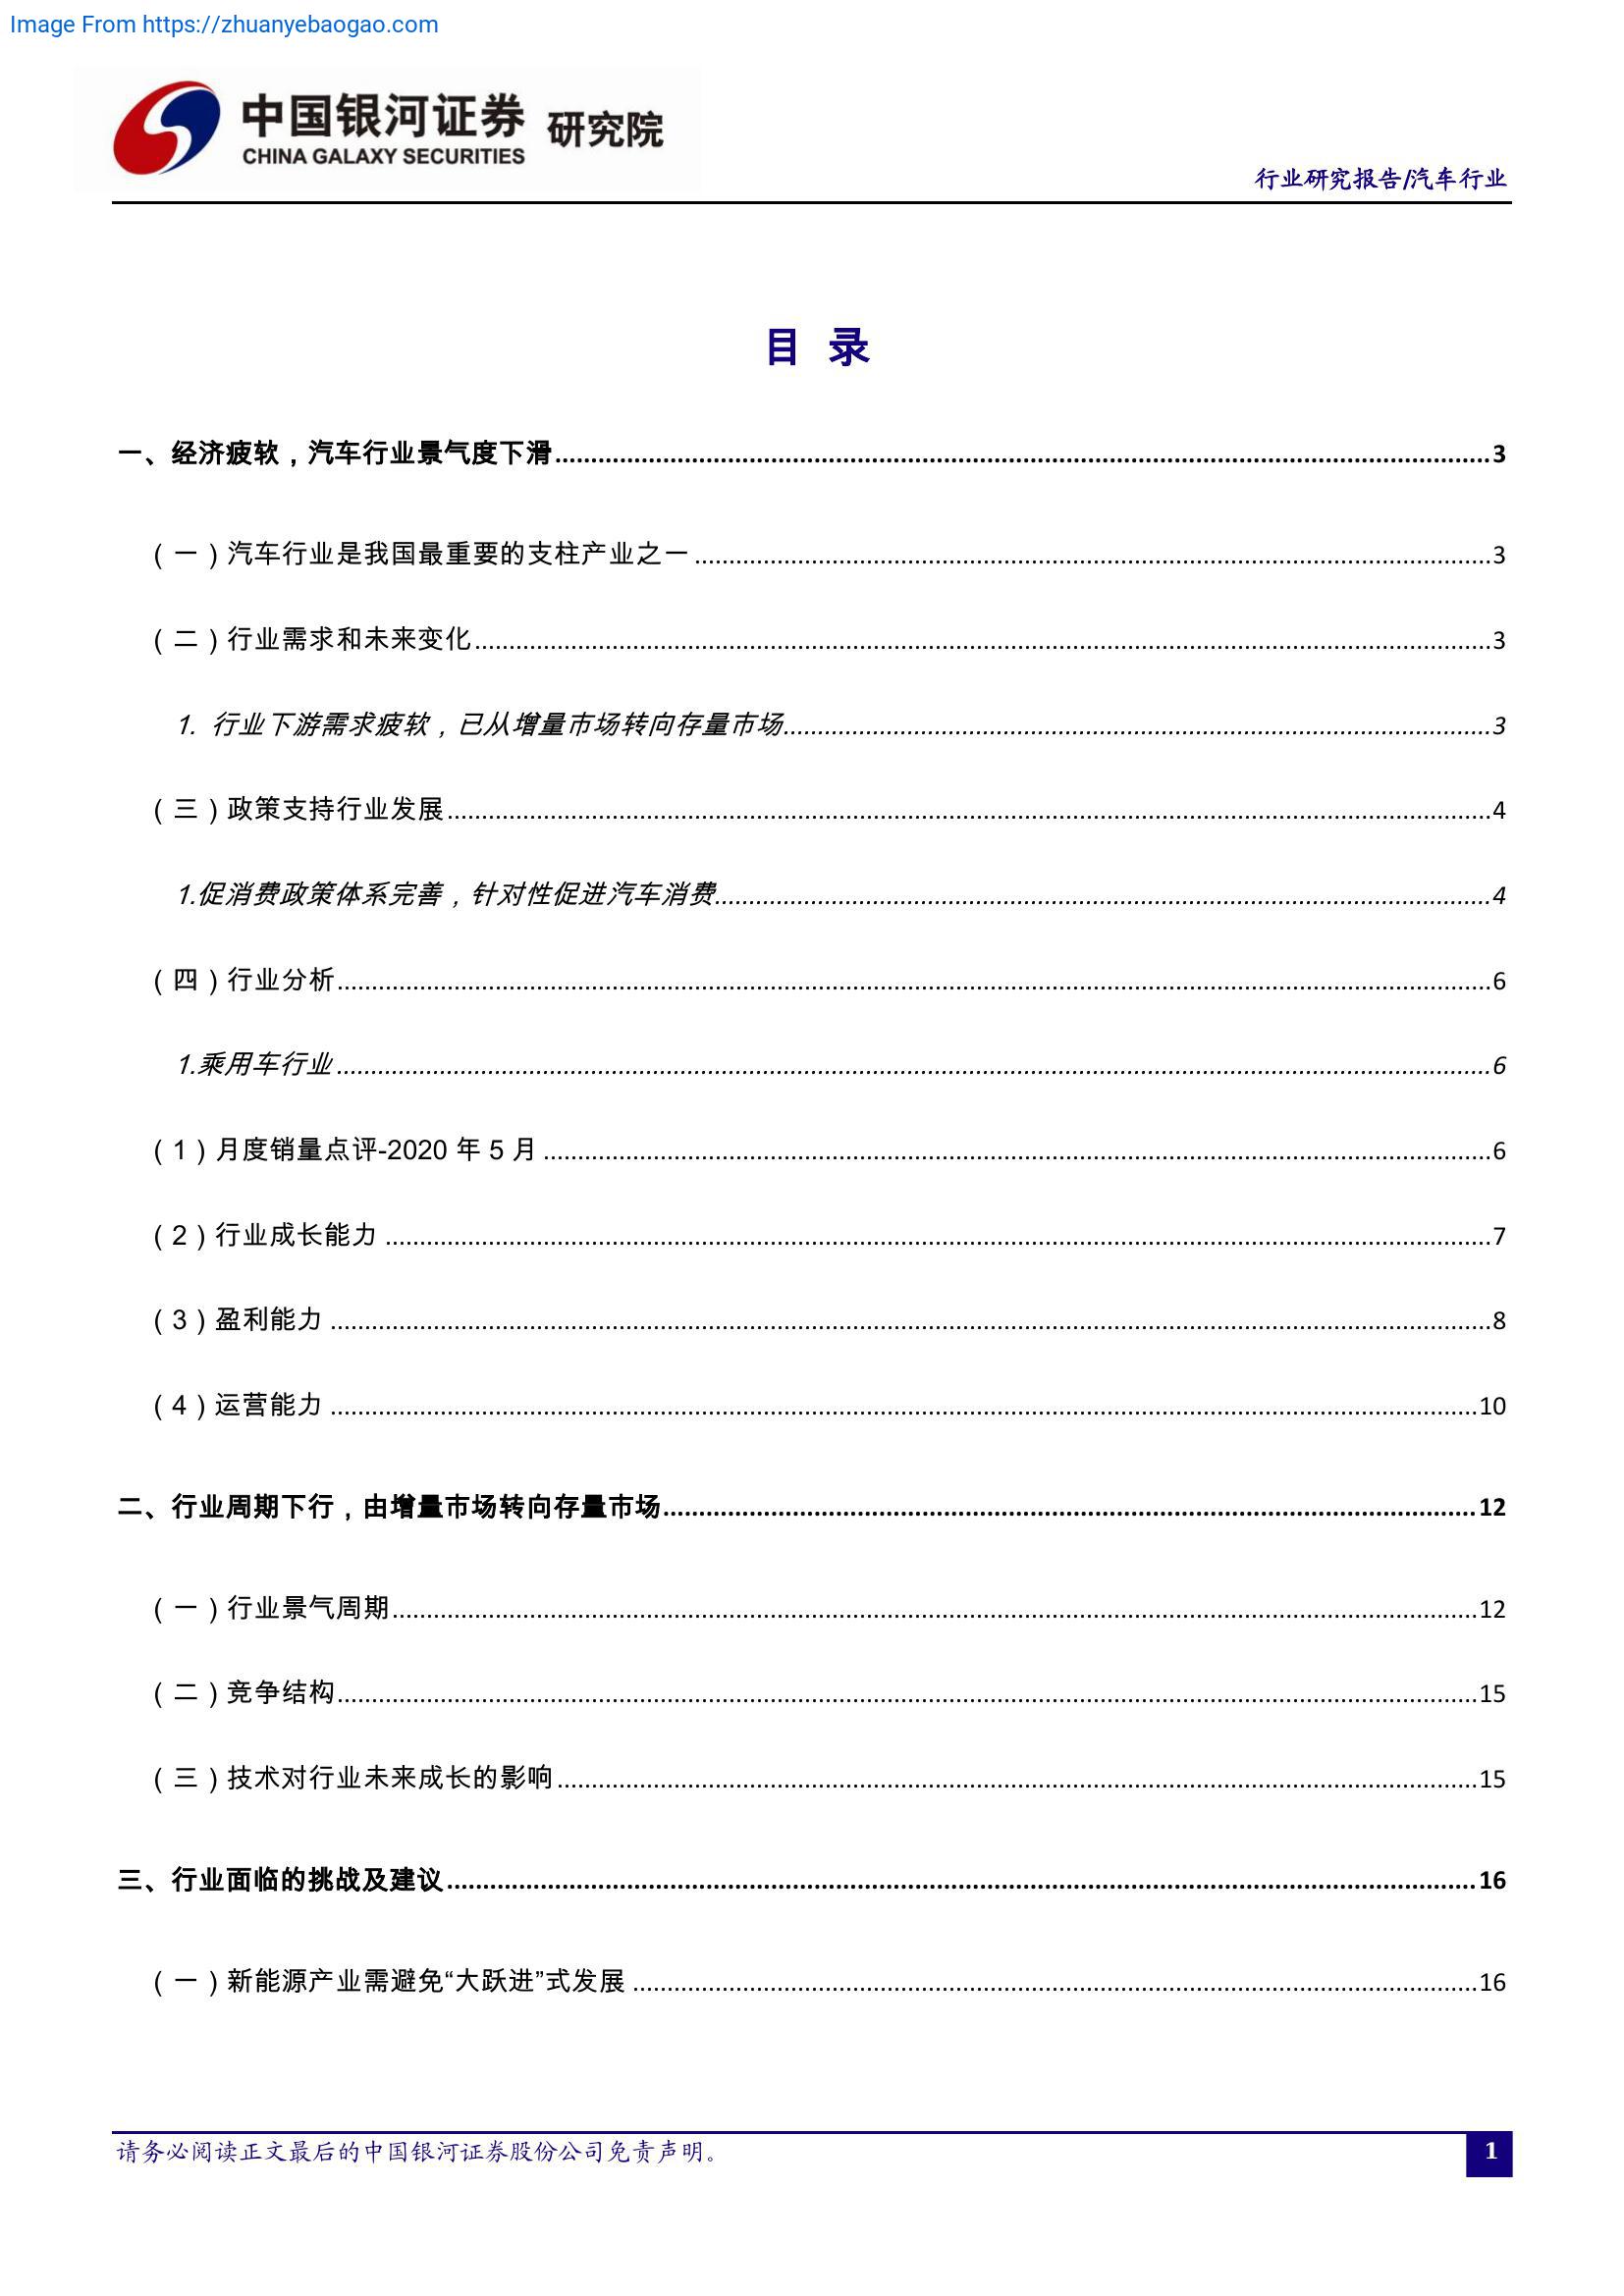 Image From https://zhuanyebaogao.com
中国银河证券 研究院
CHINA GALAXY SECURITIES
行业研究报告/汽车行业
目 录
一、经济疲软，汽车行业景气度下滑 3
（一）汽车行业是我国最重要的支柱产业之一 3
（二）行业需求和未来变化 3
1. 行业下游需求疲软，已从增量市场转向存量市场 3
（三）政策支持行业发展 4
1.促消费政策体系完善，针对性促进汽车消费 4
（四）行业分析 6
1.乘用车行业 6
（1）月度销量点评-2020 年 5 月 6
（2）行业成长能力 7
（3）盈利能力 8
（4）运营能力 10
二、行业周期下行，由增量市场转向存量市场 12
（一）行业景气周期 12
（二）竞争结构 15
（三）技术对行业未来成长的影响 15
三、行业面临的挑战及建议 16
（一）新能源产业需避免“大跃进”式发展 16
请务必阅读正文最后的中国银河证券股份公司免责声明。 1